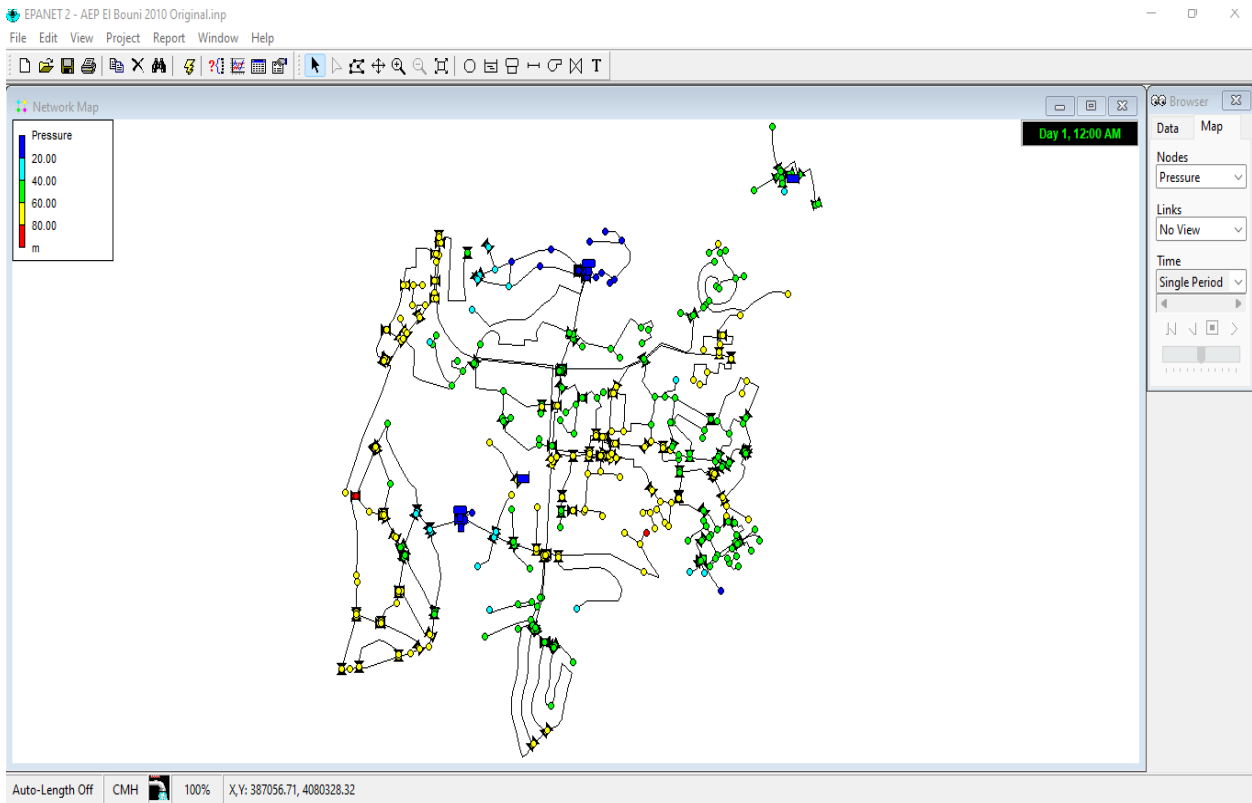 EPANET 2 - AEP El Bouni 2010 Original.inp
File Edit View Project Report Window Help
T
Network Map
Browser
Pressure
20.00
40.00
60.00
80.00
m
Day 1, 12:00 AM
Data Map
Nodes
Pressure
Links
No View
Time
Single Period
Auto-Length Off CMH 100% X,Y: 387056.71, 4080328.32